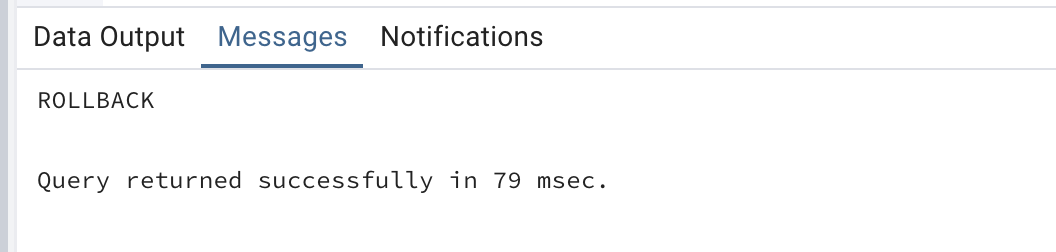 Data Output Messages Notifications
ROLLBACK
Query returned successfully in 79 msec.